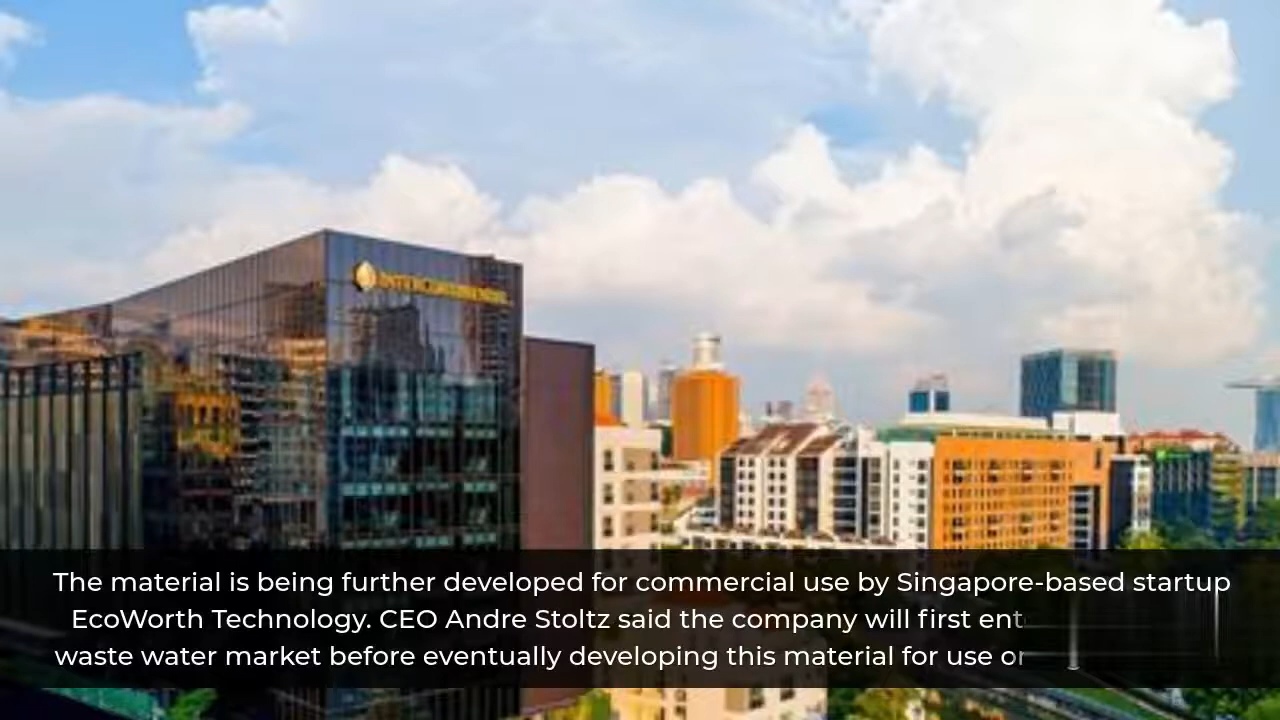 INTERCONTINENTAL
The material is being further developed for commercial use by Singapore-based startup
EcoWorth Technology. CEO Andre Stoltz said the company will first
waste water market before eventually developing this material for use